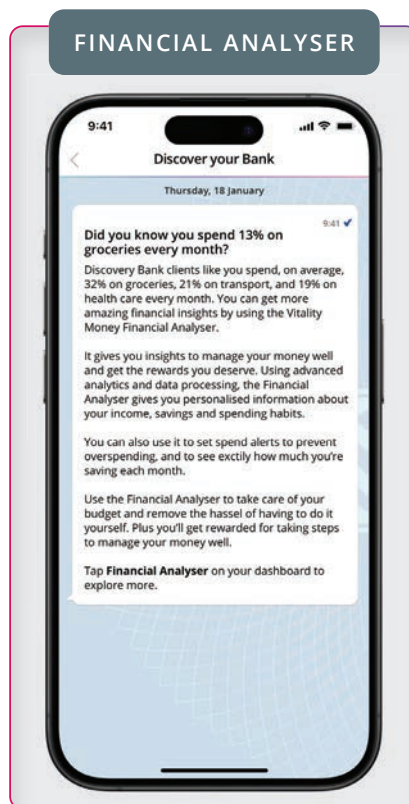 FINANCIAL ANALYSER
9:41
Discover your Bank
Thursday, 18 January
9:41
Did you know you spend 13% on
groceries every month?
Discovery Bank clients like you spend, on average,
32% on groceries, 21% on transport, and 19% on
health care every month. You can get more
amazing financial insights by using the Vitality
Money Financial Analyser.
It gives you insights to manage your money well
and get the rewards you deserve. Using advanced
analytics and data processing, the Financial
Analyser gives you personalised information about
your income, savings and spending habits.
You can also use it to set spend alerts to prevent
overspending, and to see exctily how much you're
saving each month.
Use the Financial Analyser to take care of your
budget and remove the hassel of having to do it
yourself. Plus you'll get rewarded for taking steps
to manage your money well.
Tap Financial Analyser on your dashboard to
explore more.